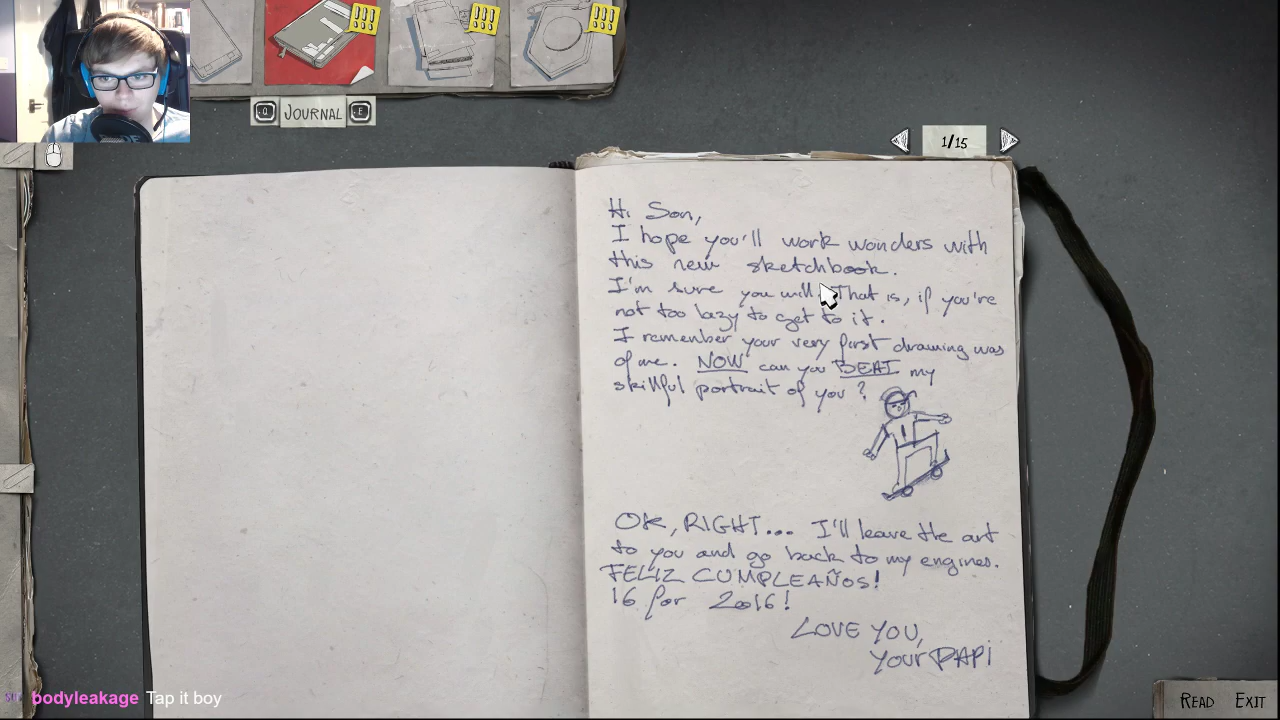 !!!
!!!
!!!
Q
JOURNAL
E
1/15
Hi Son,
I hope you'll work wonders with
this new sketchbook.
I'm sure you will. That is, if you're
not too lazy to get to it.
I remember your very first drawing was
of me. NOW can you BEAT my
skillful portrait of you?
OK, RIGHT... I'll leave the art
to you and go back to my engines.
FELIZ CUMPLEAÑOS!
16 for 2016!
LOVE YOU,
YOUR PAPI
bodyleakage Tap it boy
READ EXIT